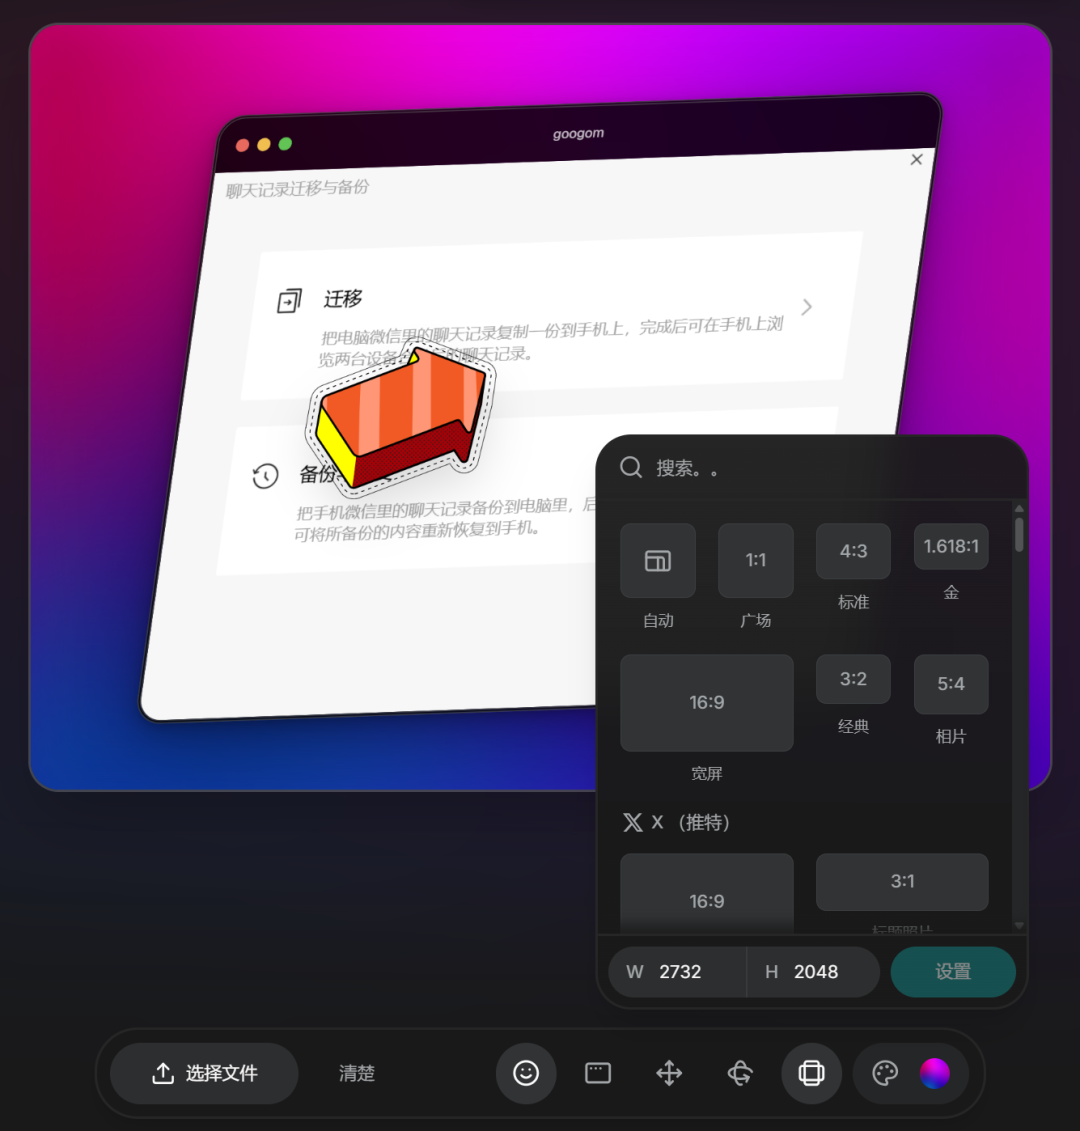 googom
聊天记录迁移与备份
迁移
把电脑微信里的聊天记录复制一份到手机上，完成后可在手机上浏
览两台设备 的聊天记录。
备份
把手机微信里的聊天记录备份到电脑里，后
可将所备份的内容重新恢复到手机。
搜索。。
1:1
4:3
1.618:1
自动
广场
标准
金
16:9
3:2
5:4
宽屏
经典
相片
X （推特）
16:9
3:1
标题照片
W 2732
H 2048
设置
选择文件
清楚